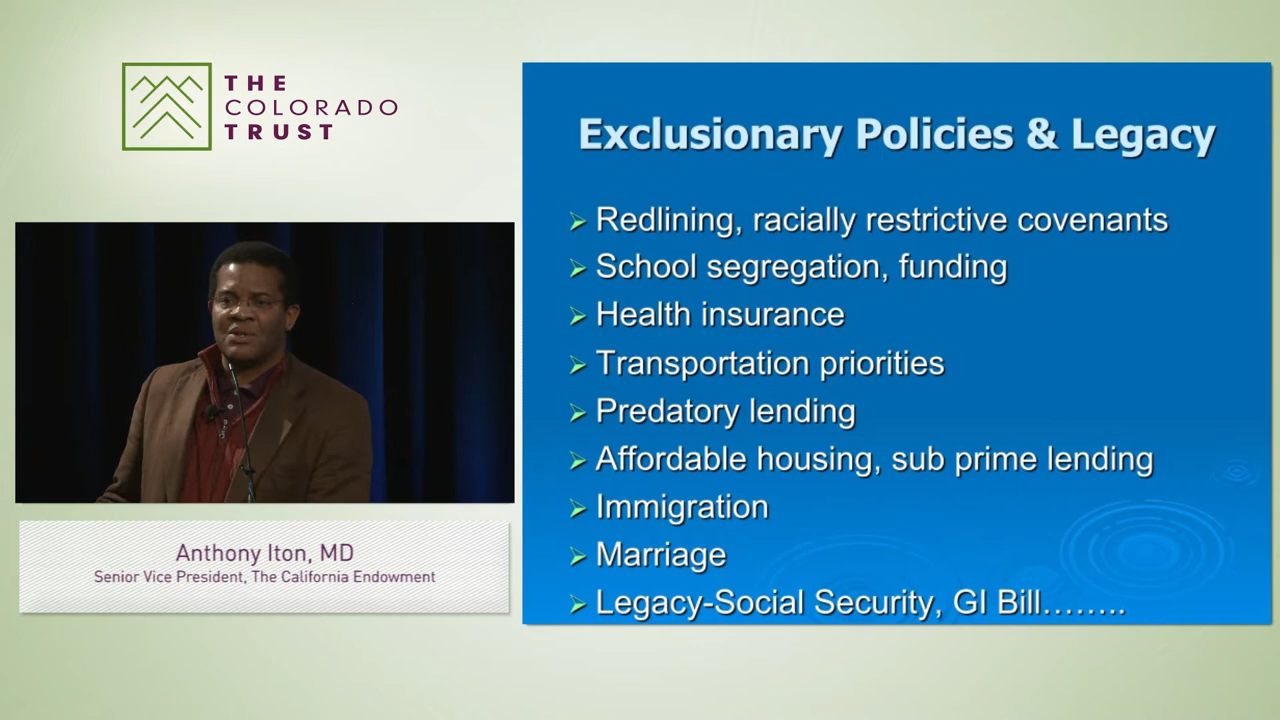 THE
COLORADO
TRUST
Anthony Iton, MD
Senior Vice President, The California Endowment
Exclusionary Policies & Legacy
Redlining, racially restrictive covenants
School segregation, funding
Health insurance
Transportation priorities
Predatory lending
Affordable housing, sub prime lending
Immigration
Marriage
Legacy-Social Security, GI Bill........